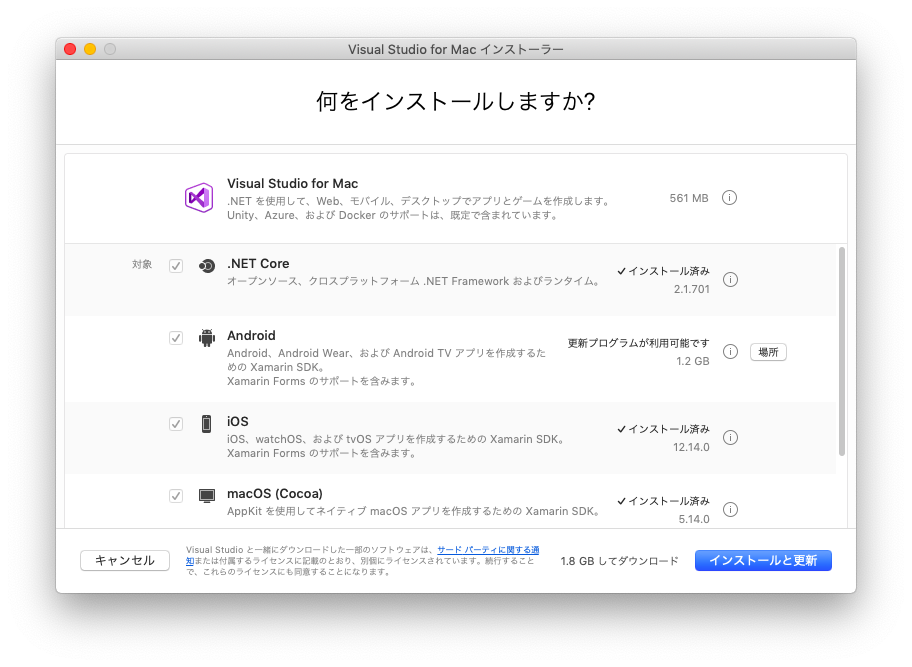 Visual Studio for Mac インストーラー
何をインストールしますか?
Visual Studio for Mac
.NET を使用して、Web、モバイル、デスクトップでアプリとゲームを作成します。
Unity、Azure、および Docker のサポートは、既定で含まれています。
561 MB
対象
.NET Core
オープンソース、クロスプラットフォーム .NET Framework およびランタイム。
インストール済み
2.1.701
Android
Android、Android Wear、および Android TV アプリを作成するた
めの Xamarin SDK。
Xamarin Forms のサポートを含みます。
更新プログラムが利用可能です
1.2 GB
場所
iOS
iOS、watchOS、および tvOS アプリを作成するための Xamarin SDK。
Xamarin Forms のサポートを含みます。
インストール済み
12.14.0
macOS (Cocoa)
AppKit を使用してネイティブ macOS アプリを作成するための Xamarin SDK。
インストール済み
5.14.0
キャンセル
Visual Studio と一緒にダウンロードした一部のソフトウェアは、サード パーティに関する通
知または付属するライセンスに記載のとおり、別個にライセンスされています。続行すること
で、これらのライセンスにも同意することになります。
1.8 GB してダウンロード
インストールと更新